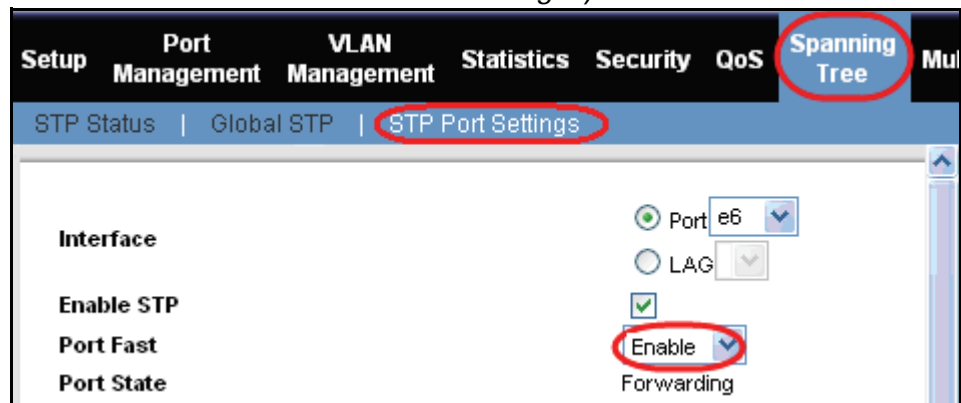 Setup Port Management VLAN Management Statistics Security QoS Spanning Tree Mul
STP Status | Global STP | STP Port Settings
Interface
Port e6
LAG
Enable STP
Port Fast Enable
Port State Forwarding